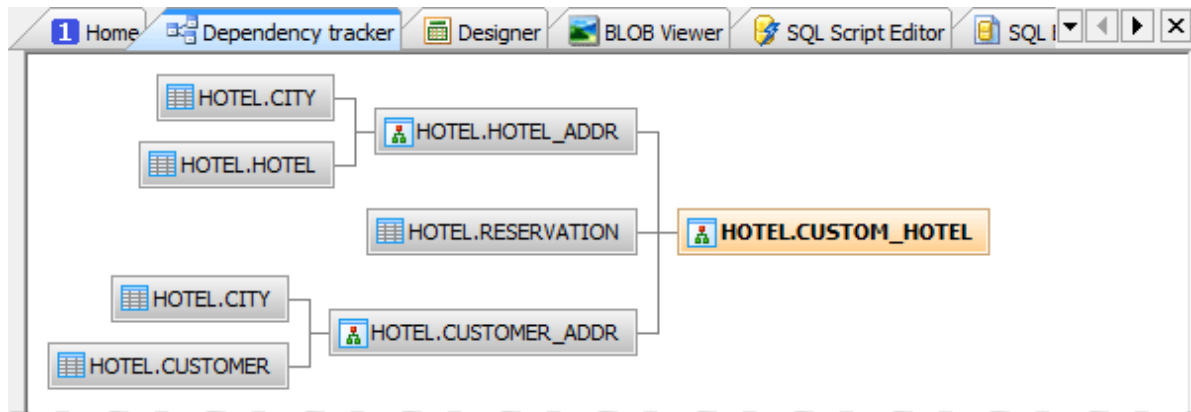 1 Home Dependency tracker Designer BLOB Viewer SQL Script Editor SQL
HOTEL.CITY
HOTEL.HOTEL_ADDR
HOTEL.HOTEL
HOTEL.RESERVATION
HOTEL.CUSTOM_HOTEL
HOTEL.CITY
HOTEL.CUSTOMER_ADDR
HOTEL.CUSTOMER